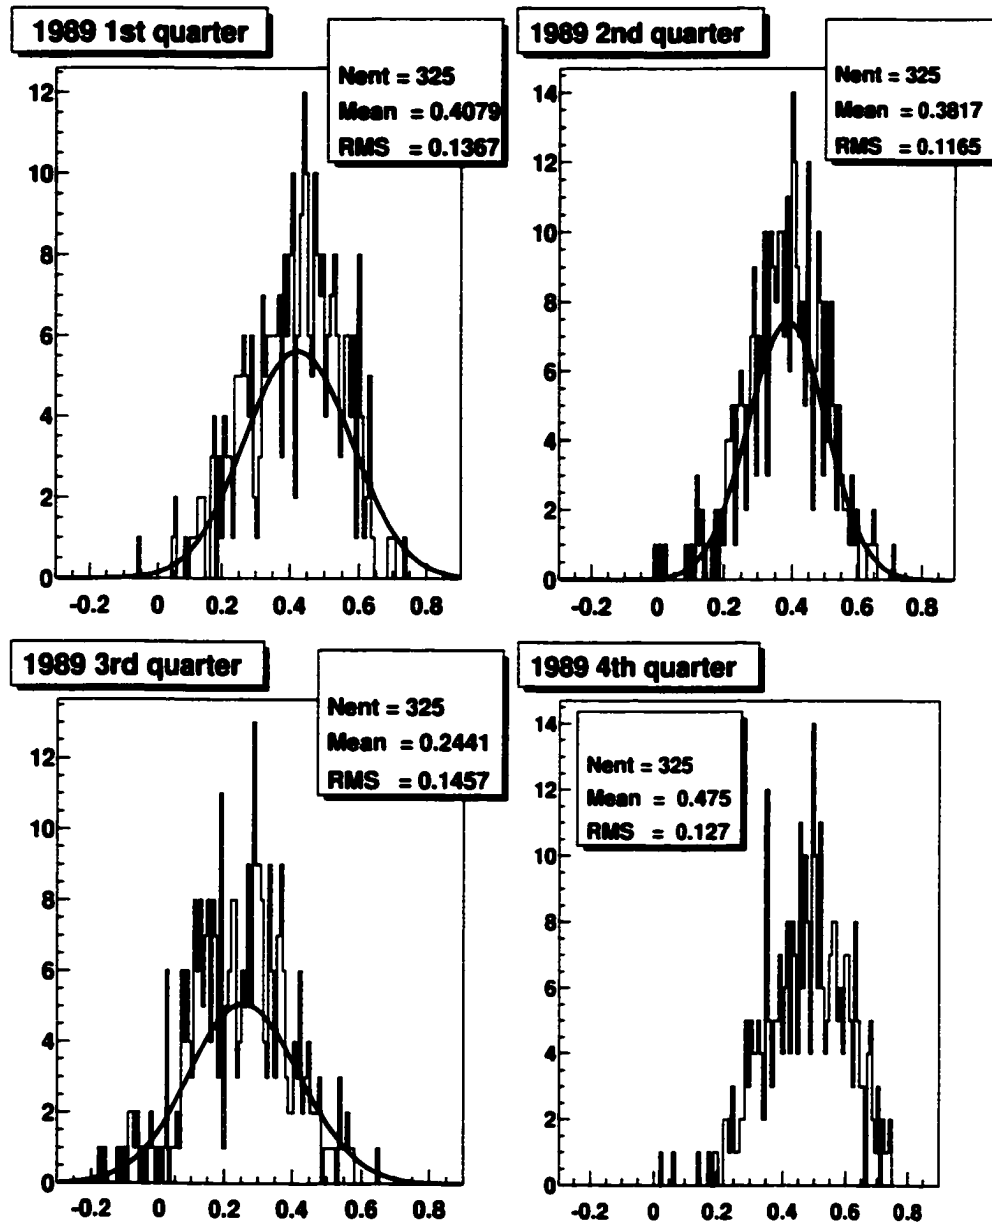 1989 1st quarter
Nent = 325
Mean = 0.4079
RMS = 0.1367
12
10
8
6
4
2
0
-0.2 0 0.2 0.4 0.6 0.8
1989 2nd quarter
Nent = 325
Mean = 0.3817
RMS = 0.1165
14
12
10
8
6
4
2
0
-0.2 0 0.2 0.4 0.6 0.8
1989 3rd quarter
Nent = 325
Mean = 0.2441
RMS = 0.1457
12
10
8
6
4
2
0
-0.2 0 0.2 0.4 0.6 0.8
1989 4th quarter
Nent = 325
Mean = 0.475
RMS = 0.127
14
12
10
8
6
4
2
0
-0.2 0 0.2 0.4 0.6 0.8